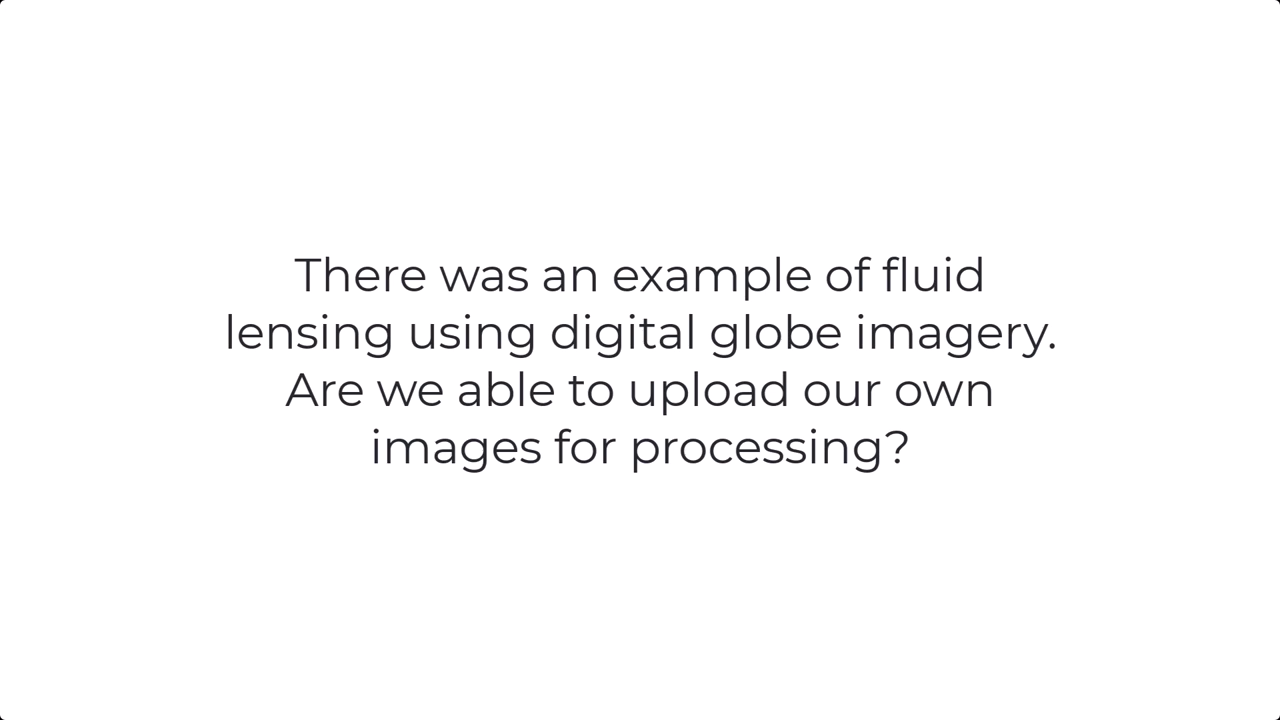 There was an example of fluid
lensing using digital globe imagery.
Are we able to upload our own
images for processing?